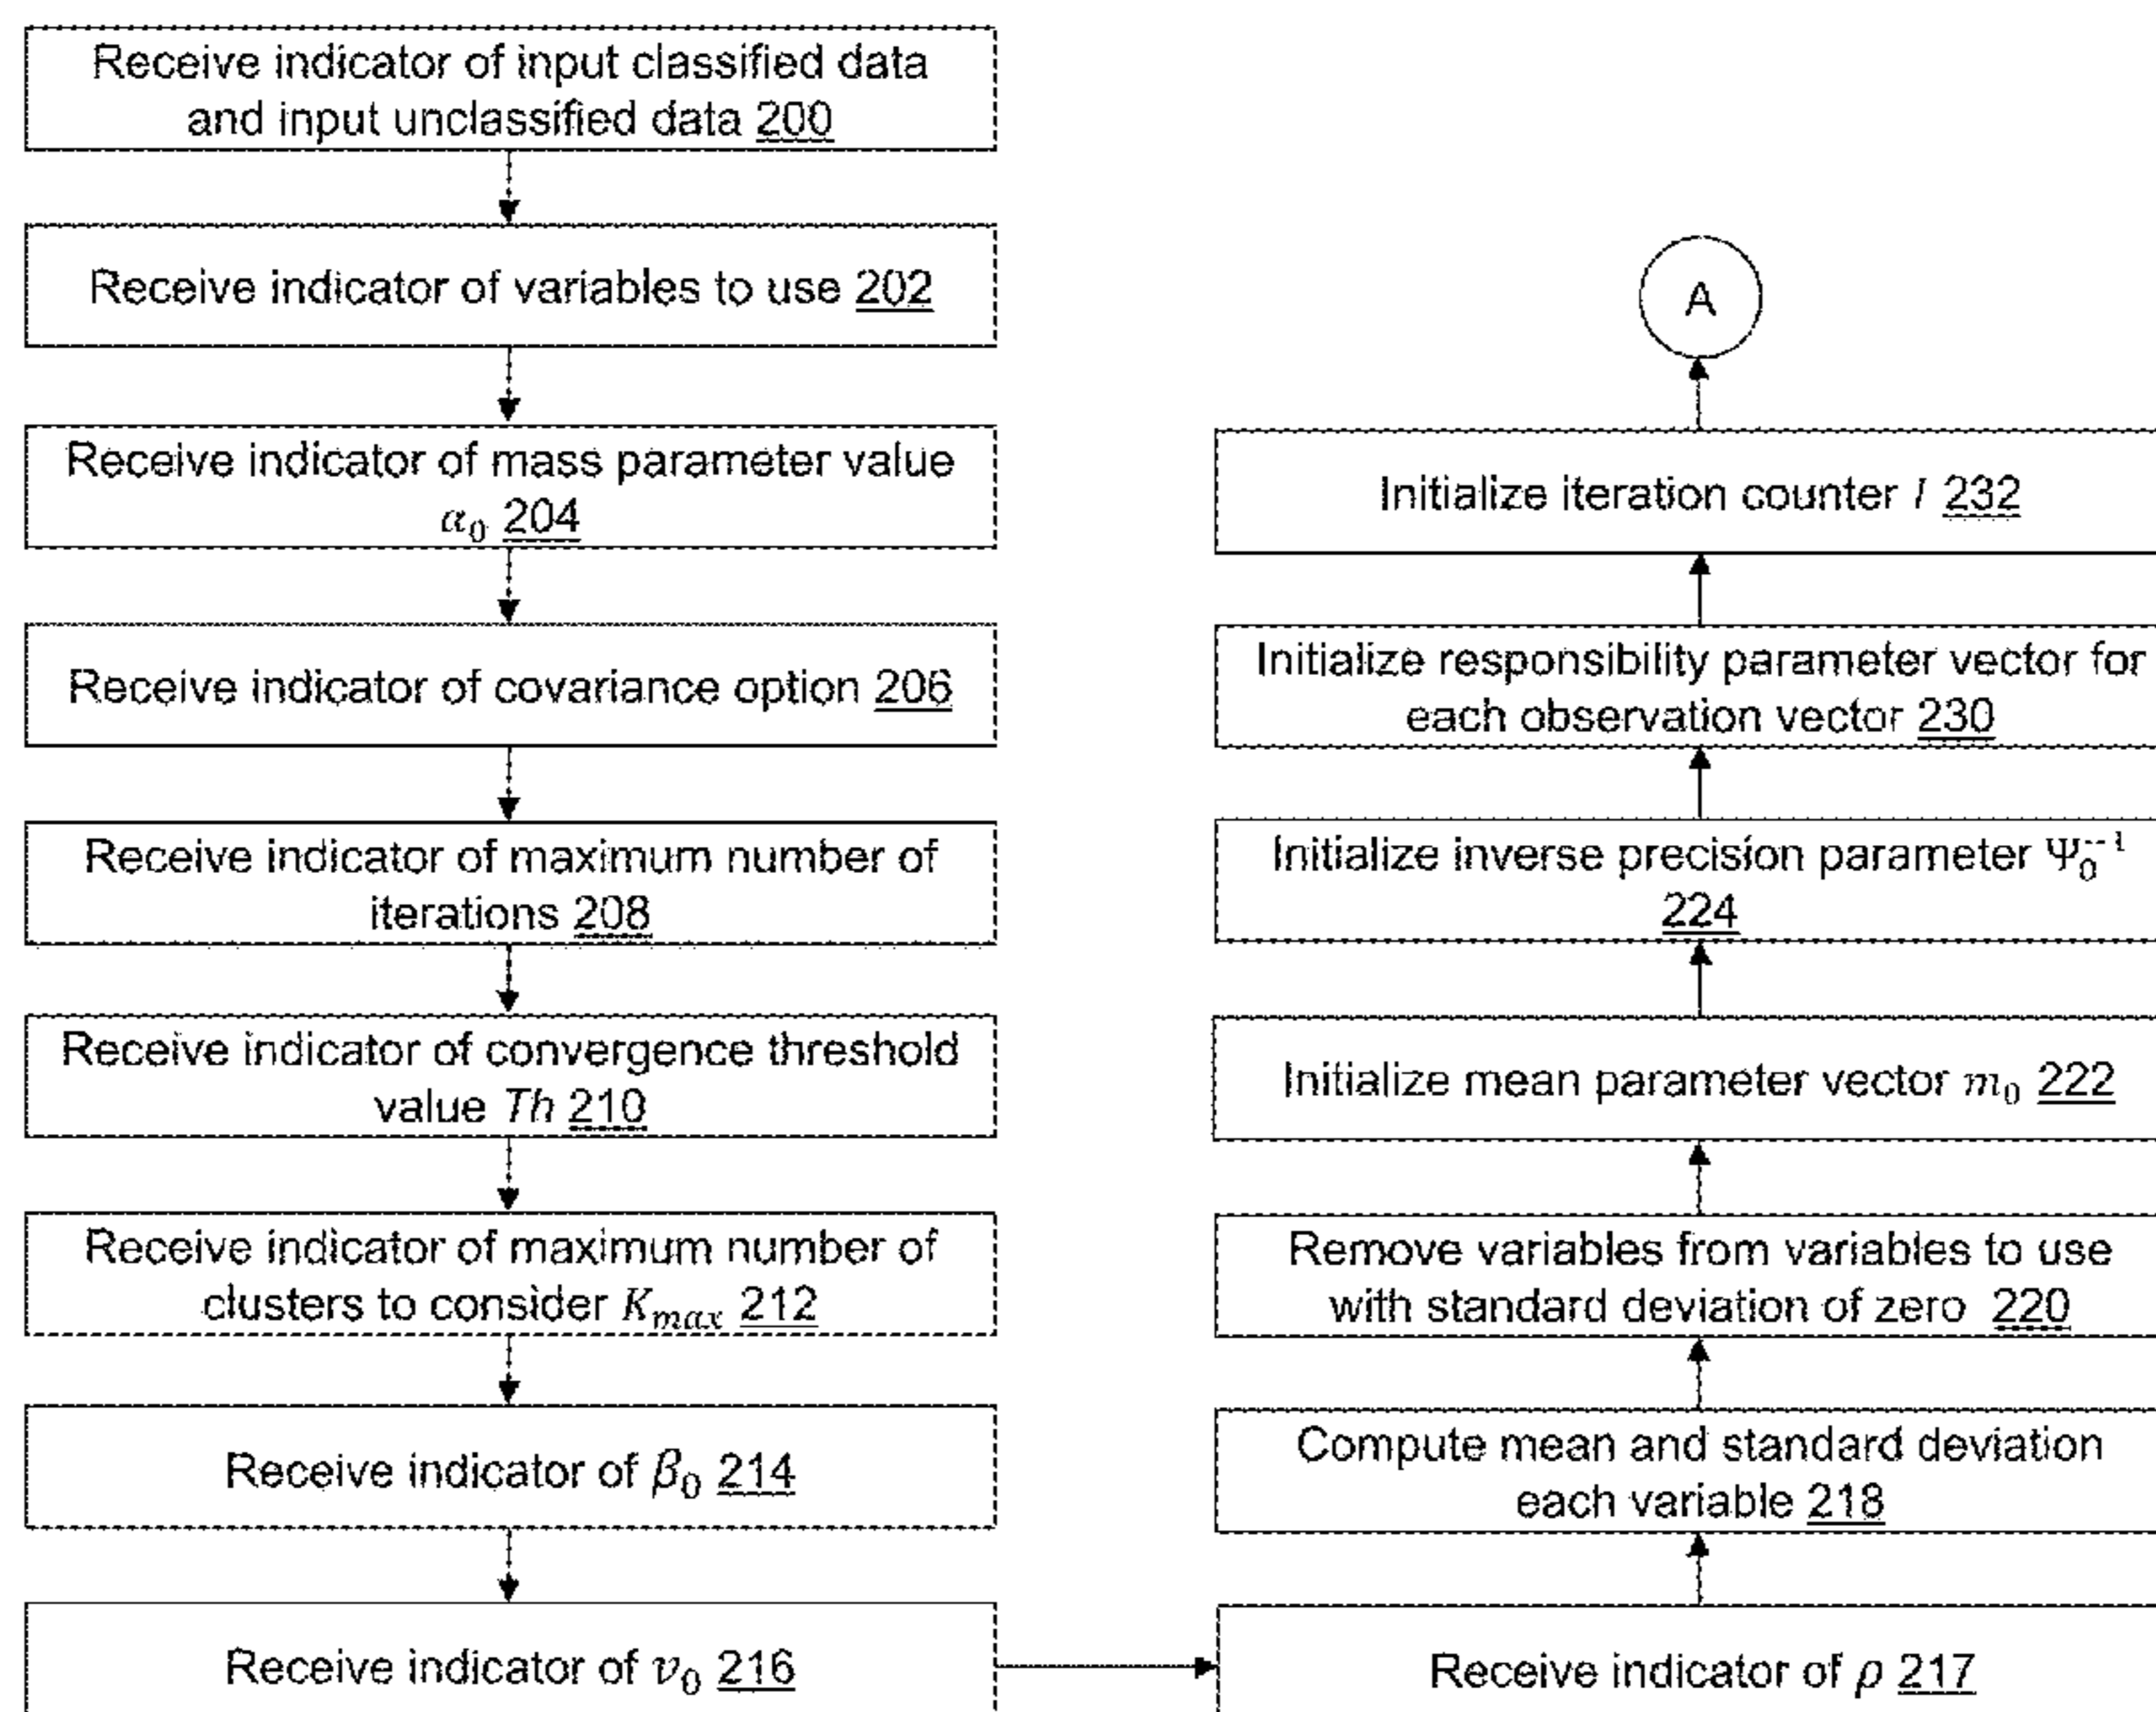 Receive indicator of input classified data
and input unclassified data 200
Receive indicator of variables to use 202
Receive indicator of mass parameter value
α₀ 204
Receive indicator of covariance option 206
Receive indicator of maximum number of
iterations 208
Receive indicator of convergence threshold
value Th 210
Receive indicator of maximum number of
clusters to consider Kₘₐₓ 212
Receive indicator of β₀ 214
Receive indicator of ν₀ 216
Receive indicator of ρ 217
Compute mean and standard deviation
each variable 218
Remove variables from variables to use
with standard deviation of zero 220
Initialize mean parameter vector m₀ 222
Initialize inverse precision parameter Ψ₀⁻¹
224
Initialize responsibility parameter vector for
each observation vector 230
Initialize iteration counter I 232
A